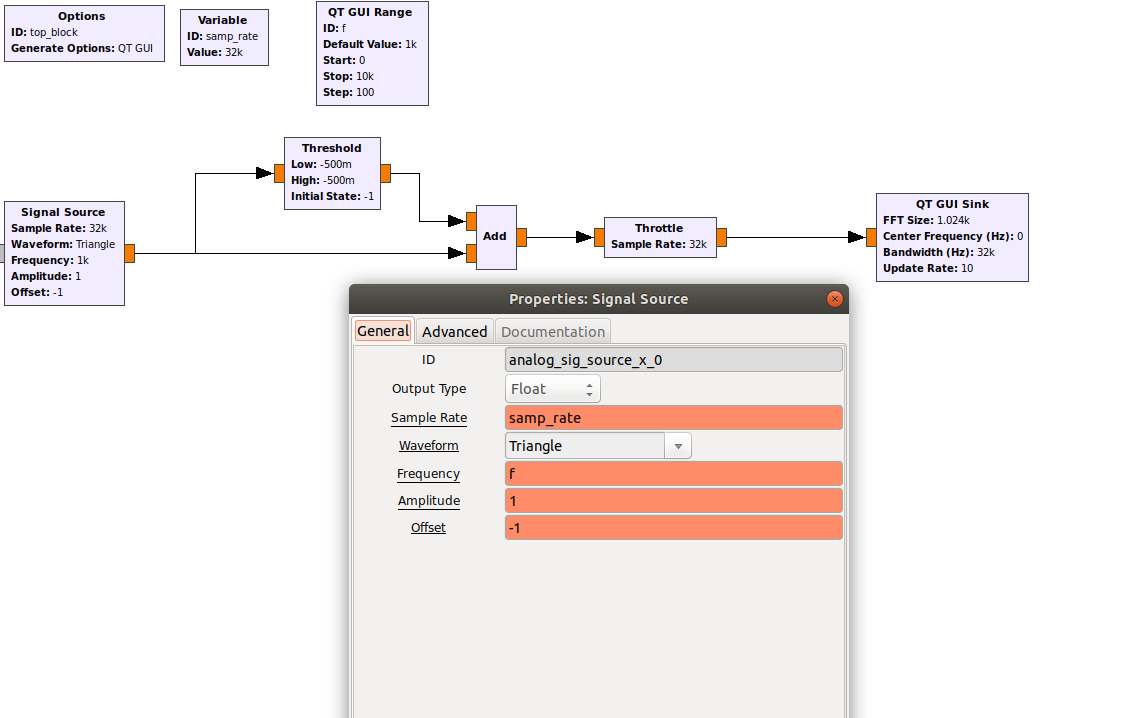 Options
ID: top_block
Generate Options: QT GUI
Variable
ID: samp_rate
Value: 32k
QT GUI Range
ID: f
Default Value: 1k
Start: 0
Stop: 10k
Step: 100
Threshold
Low: -500m
High: -500m
Initial State: -1
Signal Source
Sample Rate: 32k
Waveform: Triangle
Frequency: 1k
Amplitude: 1
Offset: -1
Add
Throttle
Sample Rate: 32k
QT GUI Sink
FFT Size: 1.024k
Center Frequency (Hz): 0
Bandwidth (Hz): 32k
Update Rate: 10
Properties: Signal Source
General Advanced Documentation
ID analog_sig_source_x_0
Output Type Float
Sample Rate samp_rate
Waveform Triangle
Frequency f
Amplitude 1
Offset -1